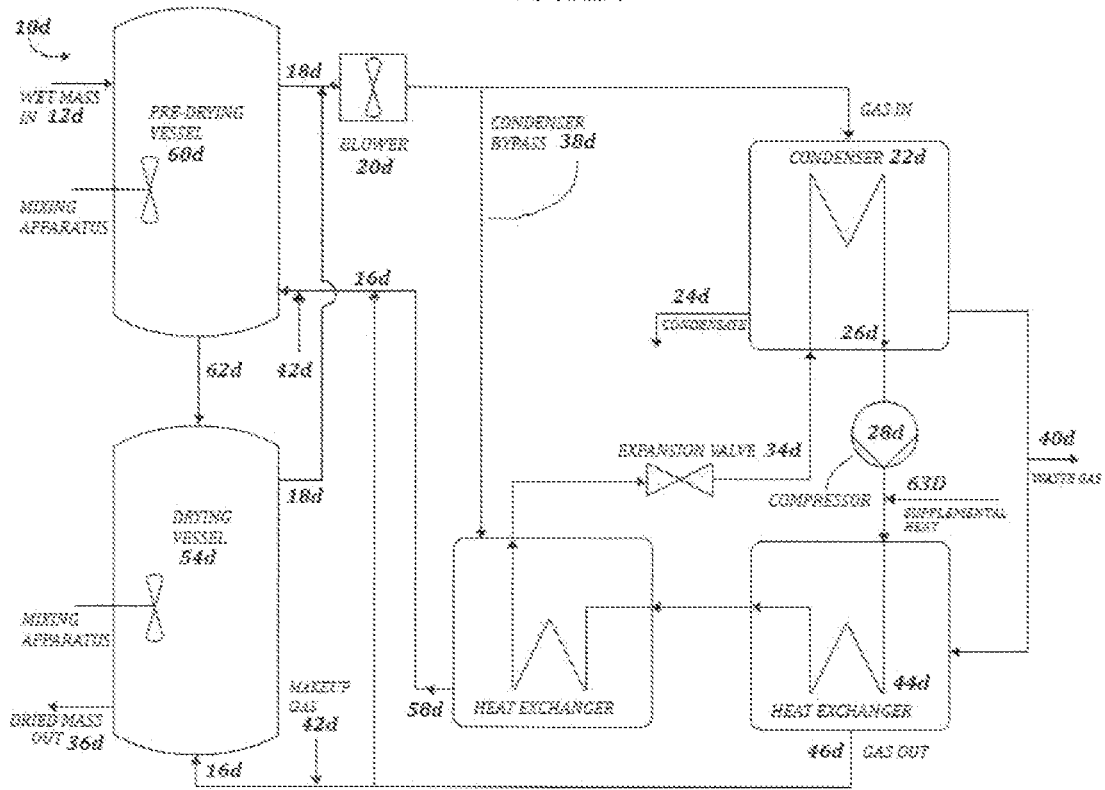 10d
WET MASS
IN 12d
PRE-DRYING
VESSEL
60d
MIXING
APPARATUS
18d
BLOWER
20d
CONDENSER
BYPASS 38d
GAS IN
CONDENSER 22d
16d
42d
62d
24d
CONDENSATE
26d
28d
COMPRESSOR
EXPANSION VALVE 34d
63D
SUPPLEMENTAL
HEAT
40d
WASTE GAS
18d
DRYING
VESSEL
54d
MIXING
APPARATUS
DRIED MASS
OUT 36d
16d
MAKEUP
GAS
42d
58d
HEAT EXCHANGER
44d
HEAT EXCHANGER
46d GAS OUT